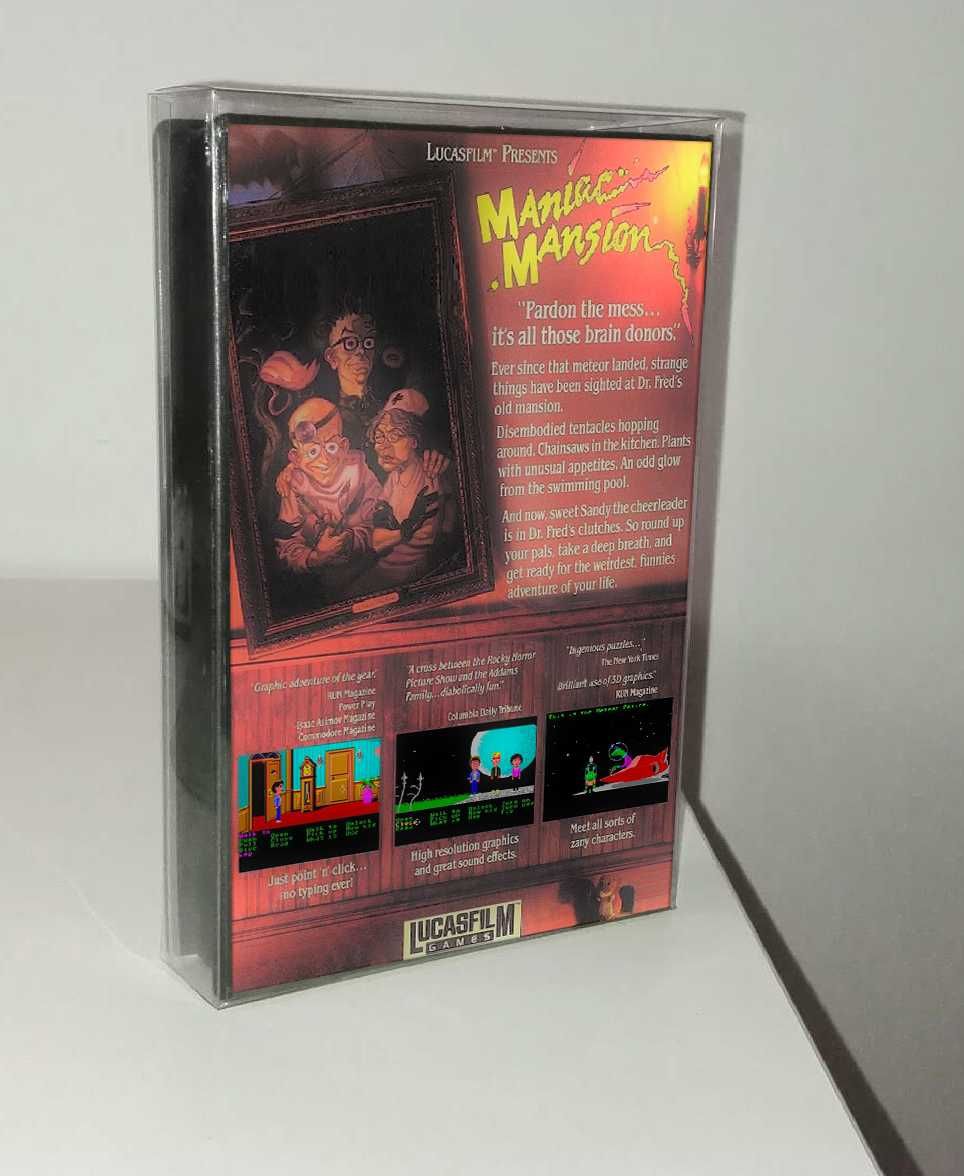 LUCASFILM™ PRESENTS
MANIAC
MANSION
"Pardon the mess...
it's all those brain donors."
Ever since that meteor landed, strange
things have been sighted at Dr. Fred's
old mansion.
Disembodied tentacles hopping
around. Chainsaws in the kitchen. Plants
with unusual appetites. An odd glow
from the swimming pool.
And now, sweet Sandy the cheerleader
is in Dr. Fred's clutches. So round up
your pals, take a deep breath, and
get ready for the weirdest, funnies
adventure of your life.
"Graphic adventure of the year."
RUN Magazine
Power Play
Isaac Asimov Magazine
Commodore Magazine
"A cross between the Rocky Horror
Picture Show and the Addams
Family... diabolically fun."
Columbia Daily Tribune
"Ingenious puzzles..."
The New York Times
Brilliant use of 3D graphics."
RUN Magazine
Just point 'n' click...
no typing ever!
High resolution graphics
and great sound effects.
Meet all sorts of
zany characters.
LUCASFILM
GAMES